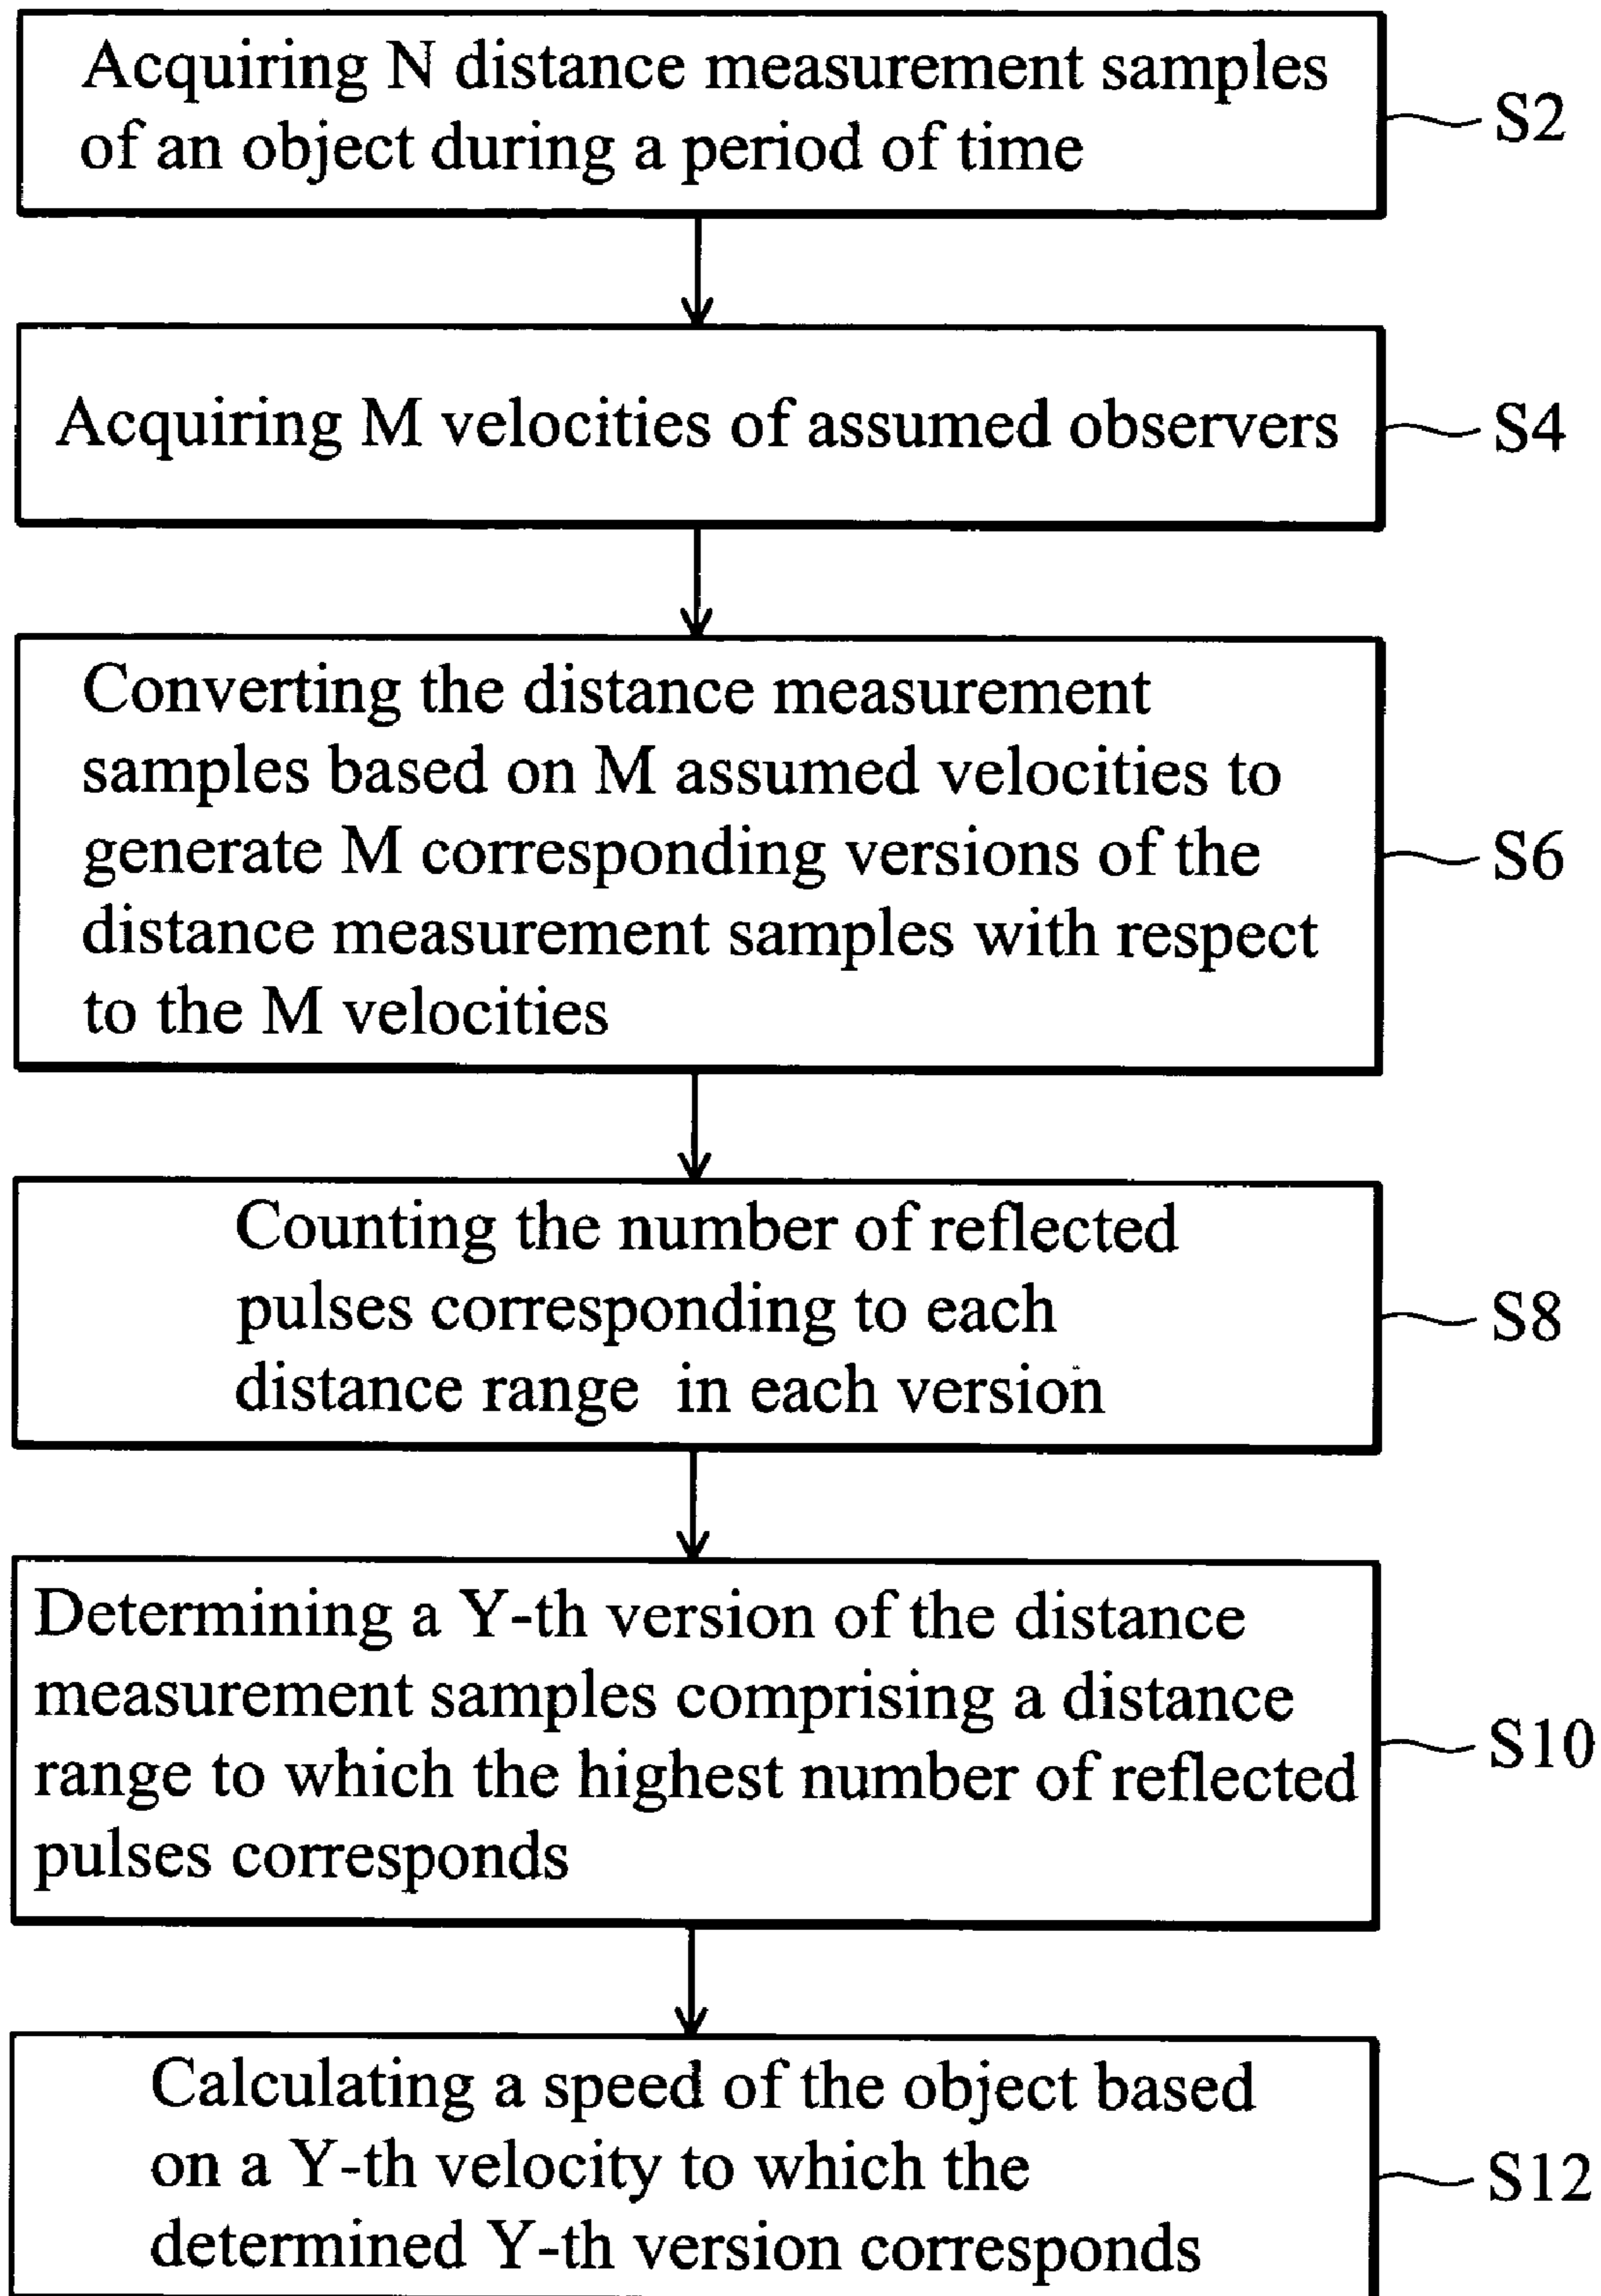 Acquiring N distance measurement samples
of an object during a period of time
S2
Acquiring M velocities of assumed observers
S4
Converting the distance measurement
samples based on M assumed velocities to
generate M corresponding versions of the
distance measurement samples with respect
to the M velocities
S6
Counting the number of reflected
pulses corresponding to each
distance range in each version
S8
Determining a Y-th version of the distance
measurement samples comprising a distance
range to which the highest number of reflected
pulses corresponds
S10
Calculating a speed of the object based
on a Y-th velocity to which the
determined Y-th version corresponds
S12